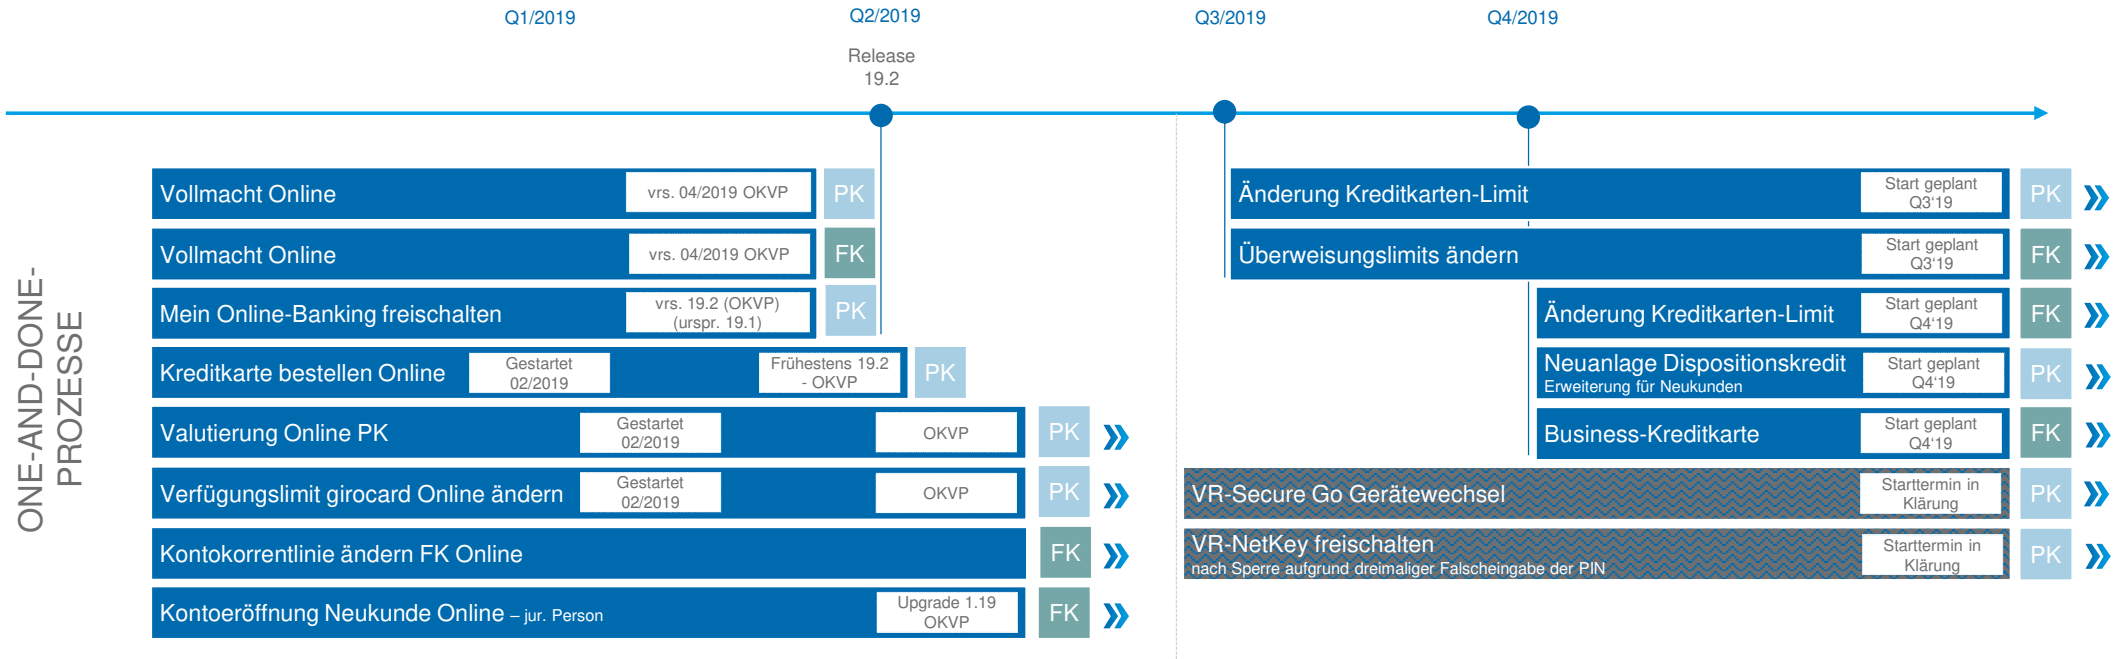 Q1/2019
Q2/2019
Q3/2019
Q4/2019
Release
19.2
ONE-AND-DONE-
PROZESSE
Vollmacht Online
vrs. 04/2019 OKVP
PK
Vollmacht Online
vrs. 04/2019 OKVP
FK
Mein Online-Banking freischalten
vrs. 19.2 (OKVP)
(urspr. 19.1)
PK
Kreditkarte bestellen Online
Gestartet
02/2019
Frühestens 19.2
- OKVP
PK
Valutierung Online PK
Gestartet
02/2019
OKVP
PK
Verfügungslimit girocard Online ändern
Gestartet
02/2019
OKVP
PK
Kontokorrentlinie ändern FK Online
FK
Kontoeröffnung Neukunde Online – jur. Person
Upgrade 1.19
OKVP
FK
Änderung Kreditkarten-Limit
Start geplant
Q3‘19
PK
Überweisungslimits ändern
Start geplant
Q3‘19
FK
Änderung Kreditkarten-Limit
Start geplant
Q4‘19
FK
Neuanlage Dispositionskredit
Erweiterung für Neukunden
Start geplant
Q4‘19
PK
Business-Kreditkarte
Start geplant
Q4‘19
FK
VR-Secure Go Gerätewechsel
Starttermin in
Klärung
PK
VR-NetKey freischalten
nach Sperre aufgrund dreimaliger Falscheingabe der PIN
Starttermin in
Klärung
PK